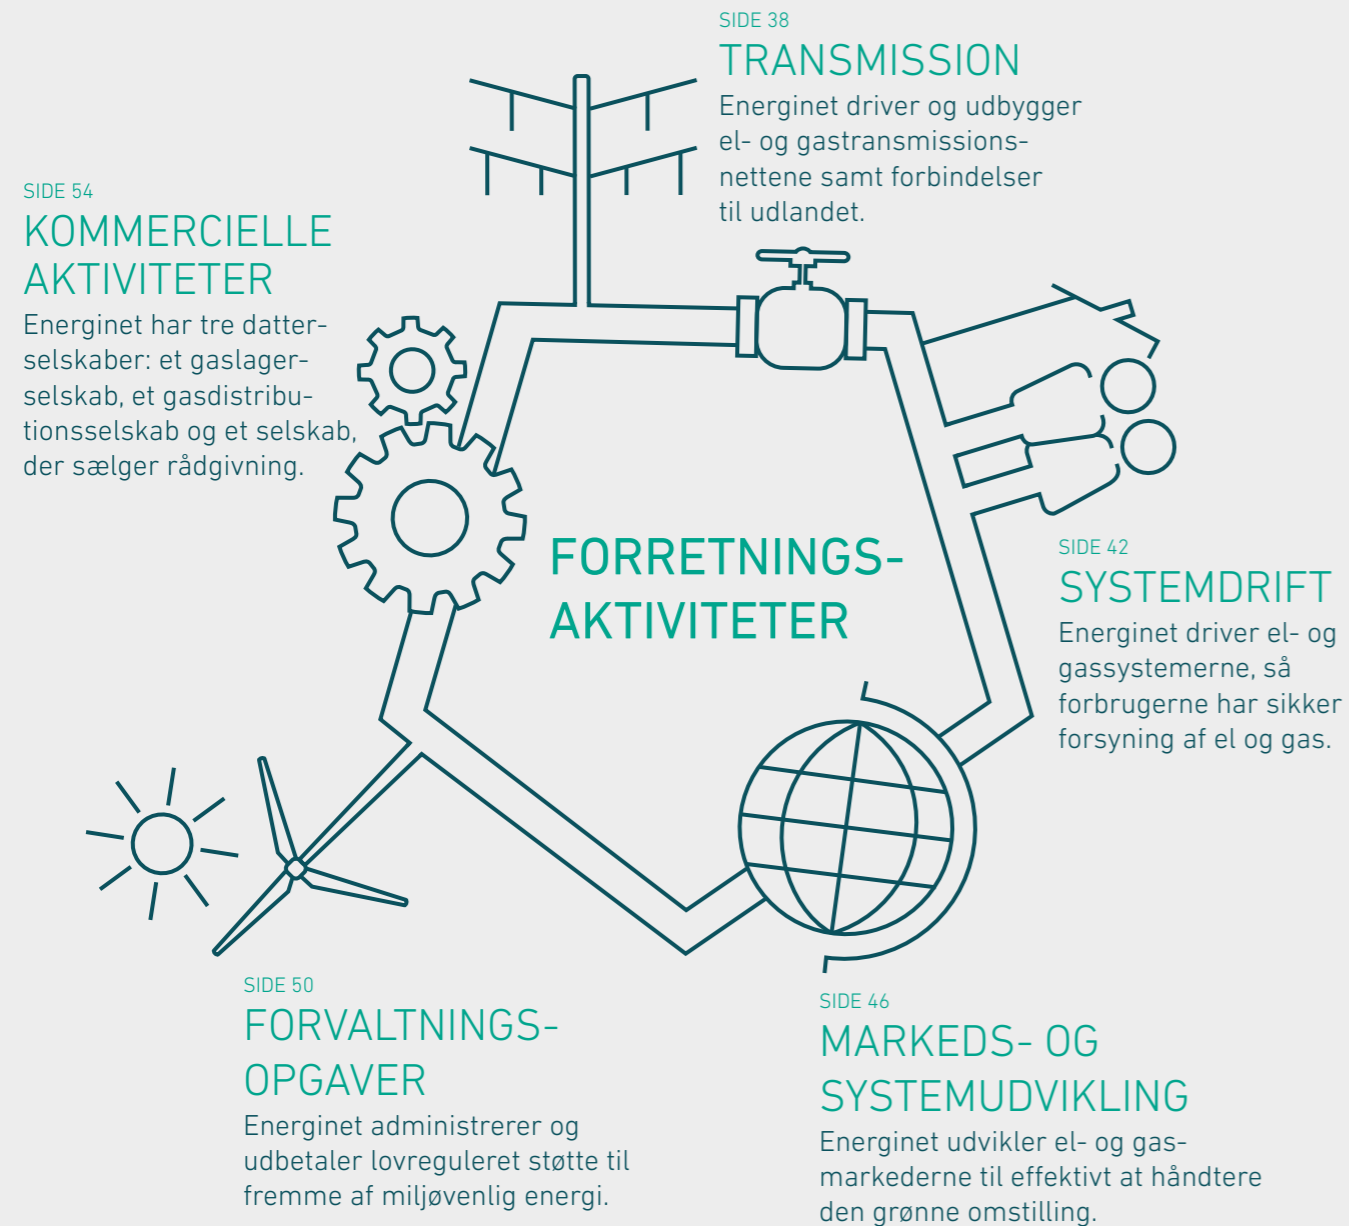 SIDE 38
TRANSMISSION
Energinet driver og udbygger
el- og gastransmissions-
nettene samt forbindelser
til udlandet.
SIDE 54
KOMMERCIELLE
AKTIVITETER
Energinet har tre datter-
selskaber: et gaslager-
selskab, et gasdistribu-
tionsselskab og et selskab,
der sælger rådgivning.
FORRETNINGS-
AKTIVITETER
SIDE 42
SYSTEMDRIFT
Energinet driver el- og
gassystemerne, så
forbrugerne har sikker
forsyning af el og gas.
SIDE 50
FORVALTNINGS-
OPGAVER
Energinet administrerer og
udbetaler lovreguleret støtte til
fremme af miljøvenlig energi.
SIDE 46
MARKEDS- OG
SYSTEMUDVIKLING
Energinet udvikler el- og gas-
markederne til effektivt at håndtere
den grønne omstilling.